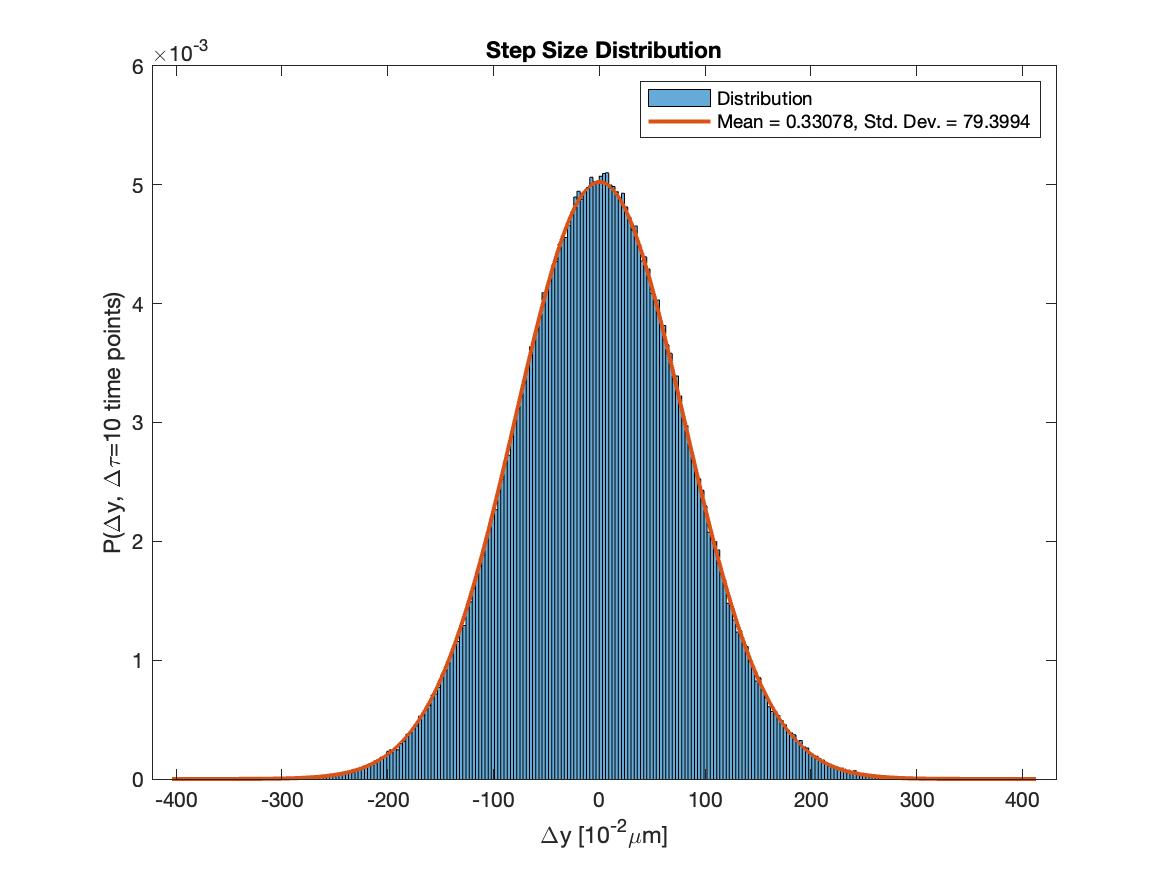 Step Size Distribution
×10-3
Distribution
Mean = 0.33078, Std. Dev. = 79.3994
6
5
4
3
2
1
0
P(Δy, Δτ=10 time points)
-400 -300 -200 -100 0 100 200 300 400
Δy [10-2μm]